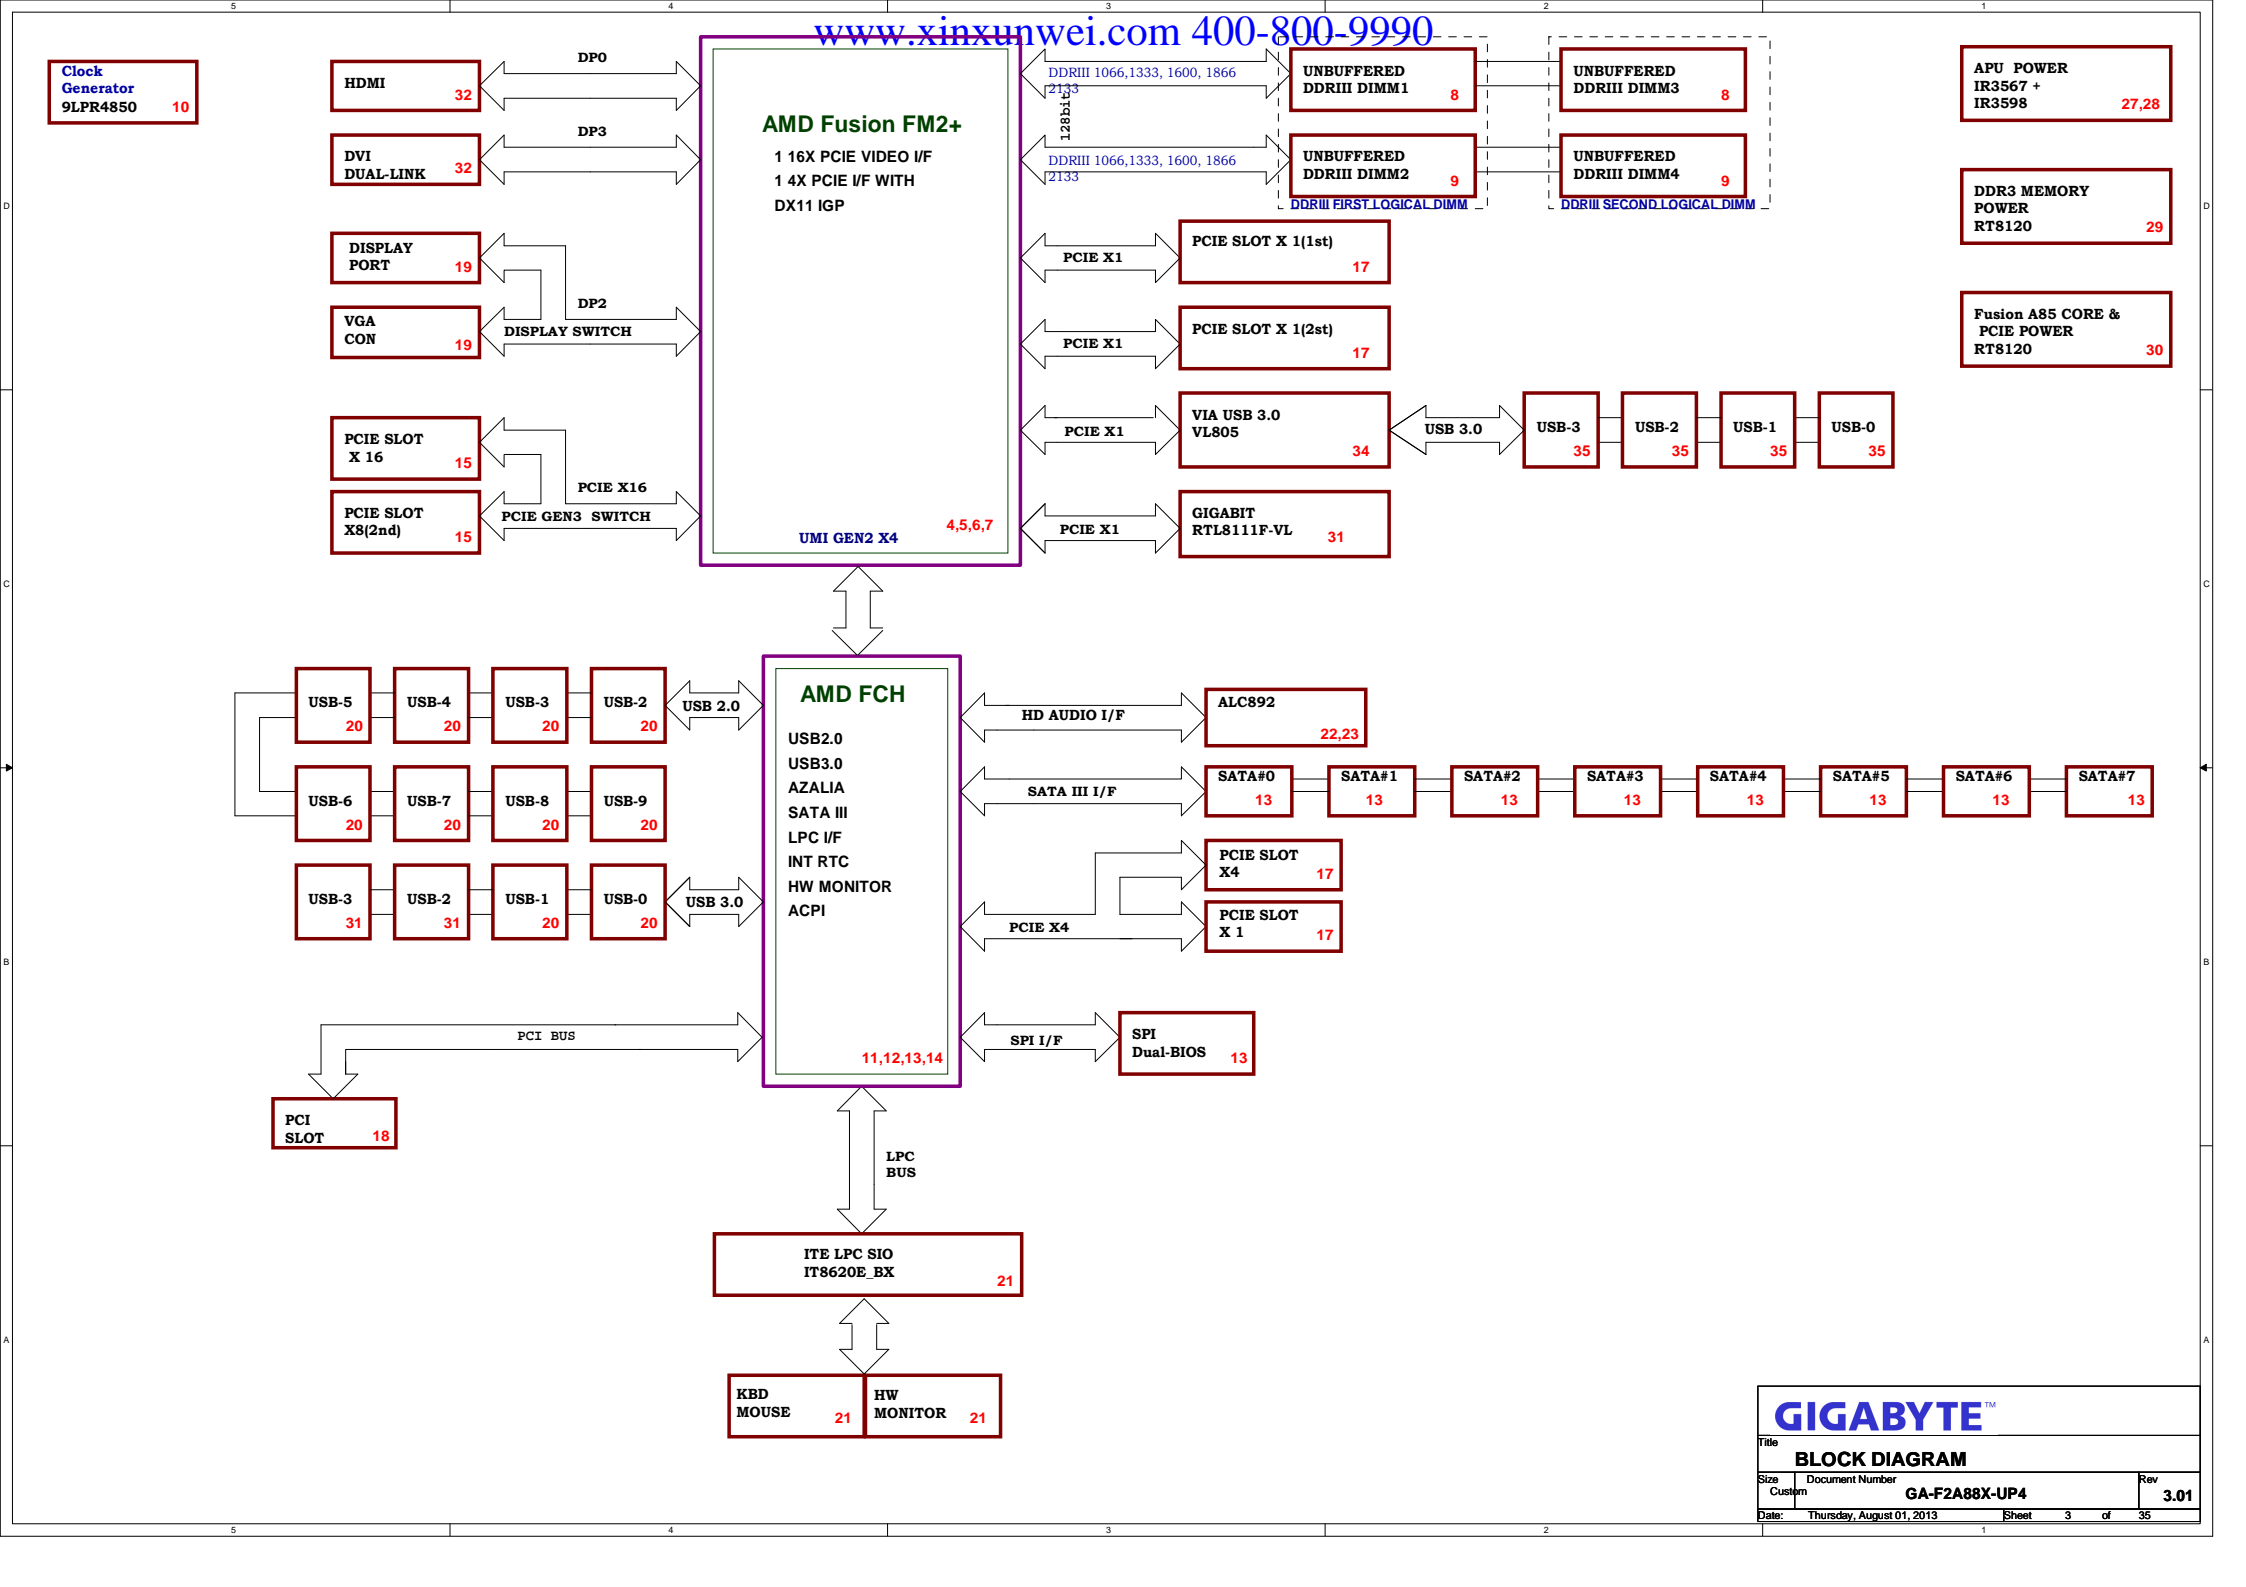 5
4
3
2
1
www.xinxunwei.com 400-800-9990
Clock
Generator
9LPR4850 10
HDMI
32
DP0
DVI
DUAL-LINK 32
DP3
DISPLAY
PORT 19
VGA
CON 19
DP2
DISPLAY SWITCH
PCIE SLOT
X 16 15
PCIE SLOT
X8(2nd) 15
PCIE X16
PCIE GEN3 SWITCH
AMD Fusion FM2+
1 16X PCIE VIDEO I/F
1 4X PCIE I/F WITH
DX11 IGP
4,5,6,7
UMI GEN2 X4
DDRIII 1066,1333, 1600, 1866
2133
128bit
DDRIII 1066,1333, 1600, 1866
2133
UNBUFFERED
DDRIII DIMM1 8
UNBUFFERED
DDRIII DIMM3 8
UNBUFFERED
DDRIII DIMM2 9
UNBUFFERED
DDRIII DIMM4 9
DDRIII FIRST LOGICAL DIMM
DDRIII SECOND LOGICAL DIMM
PCIE X1
PCIE SLOT X 1(1st)
17
PCIE X1
PCIE SLOT X 1(2st)
17
PCIE X1
VIA USB 3.0
VL805
34
USB 3.0
USB-3
35
USB-2
35
USB-1
35
USB-0
35
PCIE X1
GIGABIT
RTL8111F-VL 31
APU POWER
IR3567 +
IR3598 27,28
DDR3 MEMORY
POWER
RT8120 29
Fusion A85 CORE &
PCIE POWER
RT8120 30
D
D
C
C
USB-5
20
USB-4
20
USB-3
20
USB-2
20
USB 2.0
USB-6
20
USB-7
20
USB-8
20
USB-9
20
USB-3
31
USB-2
31
USB-1
20
USB-0
20
USB 3.0
AMD FCH
USB2.0
USB3.0
AZALIA
SATA III
LPC I/F
INT RTC
HW MONITOR
ACPI
11,12,13,14
HD AUDIO I/F
ALC892
22,23
SATA III I/F
SATA#0
13
SATA#1
13
SATA#2
13
SATA#3
13
SATA#4
13
SATA#5
13
SATA#6
13
SATA#7
13
PCIE X4
PCIE SLOT
X4 17
PCIE SLOT
X 1 17
B
B
PCI BUS
PCI
SLOT 18
SPI I/F
SPI
Dual-BIOS 13
LPC
BUS
ITE LPC SIO
IT8620E_BX
21
KBD
MOUSE 21
HW
MONITOR 21
A
A
GIGABYTE™
Title
BLOCK DIAGRAM
Size
Custom
Document Number
GA-F2A88X-UP4
Rev
3.01
Date: Thursday, August 01, 2013 Sheet 3 of 35
5
4
3
2
1